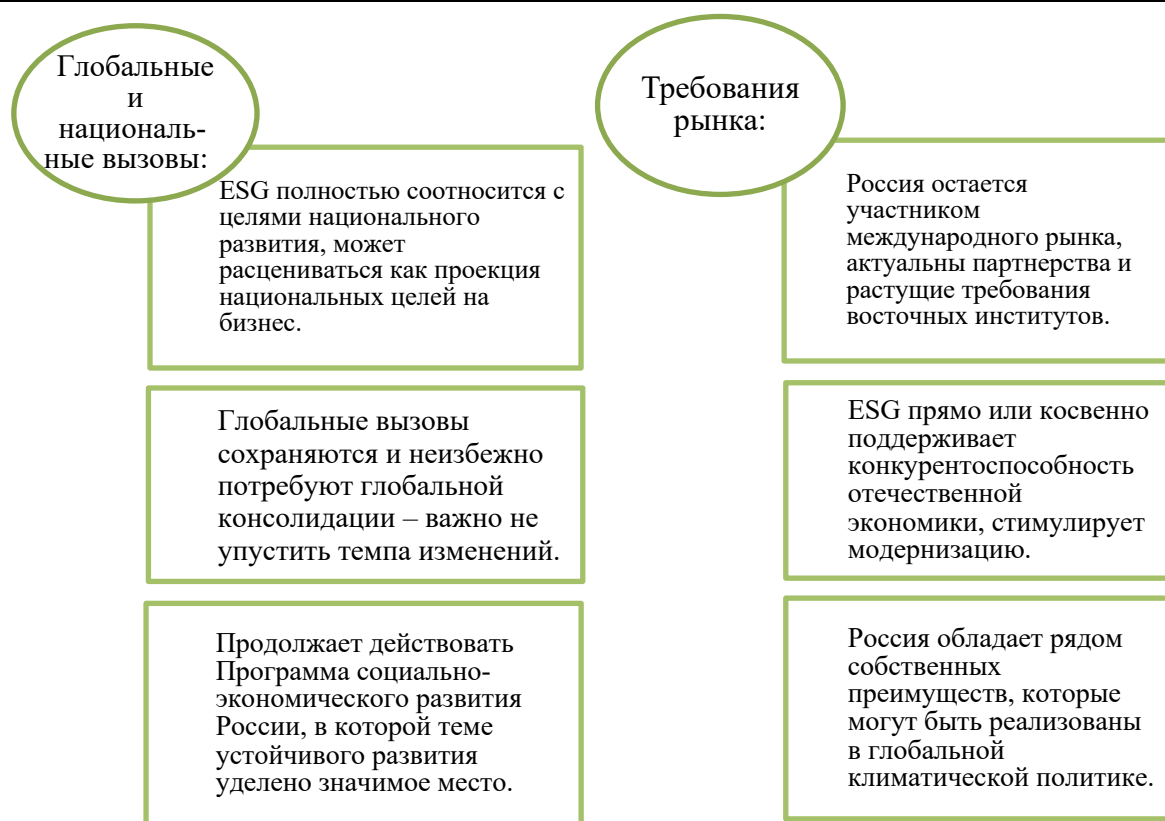 Глобальные
и
националь-
ные вызовы:
ESG полностью соотносится с
целями национального
развития, может
расцениваться как проекция
национальных целей на
бизнес.
Глобальные вызовы
сохраняются и неизбежно
потребуют глобальной
консолидации – важно не
упустить темпа изменений.
Продолжает действовать
Программа социально-
экономического развития
России, в которой теме
устойчивого развития
уделено значимое место.
Требования
рынка:
Россия остается
участником
международного рынка,
актуальны партнерства и
растущие требования
восточных институтов.
ESG прямо или косвенно
поддерживает
конкурентоспособность
отечественной
экономики, стимулирует
модернизацию.
Россия обладает рядом
собственных
преимуществ, которые
могут быть реализованы
в глобальной
климатической политике.